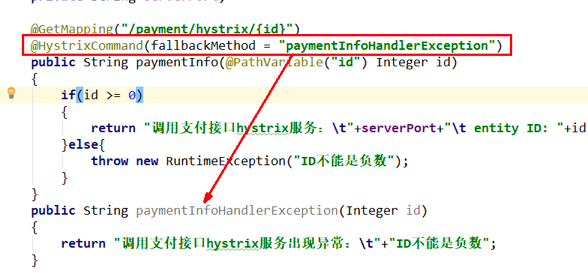 private String serverPort;
@GetMapping("/payment/hystrix/{id}")
@HystrixCommand(fallbackMethod = "paymentInfoHandlerException")
public String paymentInfo(@PathVariable("id") Integer id)
{
if(id >= 0)
{
return "调用支付接口hystrix服务：\t"+serverPort+"\t entity ID: "+id
}else{
throw new RuntimeException("ID不能是负数");
}
}
public String paymentInfoHandlerException(Integer id)
{
return "调用支付接口hystrix服务出现异常：\t"+"ID不能是负数";
}